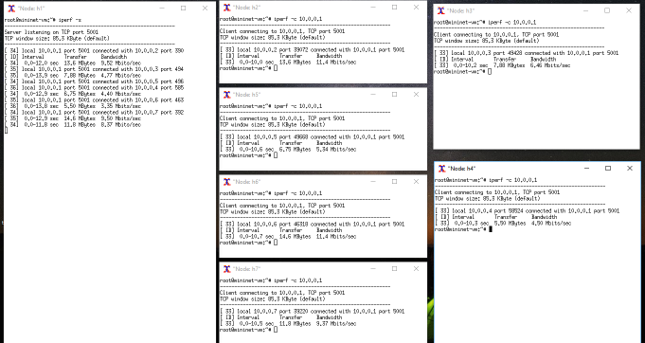 "Node: h1"
root@mininet-vm:~# iperf -s
Server listening on TCP port 5001
TCP window size: 85,3 KByte (default)
[ 34] local 10,0,0,1 port 5001 connected with 10,0,0,2 port 390
[ ID] Interval Transfer Bandwidth
[ 34] 0,0-12,0 sec 13,6 MBytes 9,52 Mbits/sec
[ 35] local 10,0,0,1 port 5001 connected with 10,0,0,3 port 494
[ 35] 0,0-13,9 sec 7,88 MBytes 4,77 Mbits/sec
[ 34] local 10,0,0,1 port 5001 connected with 10,0,0,5 port 496
[ 36] local 10,0,0,1 port 5001 connected with 10,0,0,4 port 585
[ 34] 0,0-12,9 sec 6,75 MBytes 4,40 Mbits/sec
[ 35] local 10,0,0,1 port 5001 connected with 10,0,0,6 port 463
[ 36] 0,0-13,8 sec 5,50 MBytes 3,35 Mbits/sec
[ 34] local 10,0,0,1 port 5001 connected with 10,0,0,7 port 392
[ 35] 0,0-12,9 sec 14,6 MBytes 9,50 Mbits/sec
[ 34] 0,0-11,8 sec 11,8 MBytes 8,37 Mbits/sec
"Node: h2"
root@mininet-vm:~# iperf -c 10,0,0,1
Client connecting to 10,0,0,1, TCP port 5001
TCP window size: 85,3 KByte (default)
[ 33] local 10,0,0,2 port 39072 connected with 10,0,0,1 port 5001
[ ID] Interval Transfer Bandwidth
[ 33] 0,0-10,0 sec 13,6 MBytes 11,4 Mbits/sec
root@mininet-vm:~#
"Node: h5"
root@mininet-vm:~# iperf -c 10,0,0,1
Client connecting to 10,0,0,1, TCP port 5001
TCP window size: 85,3 KByte (default)
[ 33] local 10,0,0,5 port 49668 connected with 10,0,0,1 port 5001
[ ID] Interval Transfer Bandwidth
[ 33] 0,0-10,6 sec 6,75 MBytes 5,34 Mbits/sec
root@mininet-vm:~#
"Node: h6"
root@mininet-vm:~# iperf -c 10,0,0,1
Client connecting to 10,0,0,1, TCP port 5001
TCP window size: 85,3 KByte (default)
[ 33] local 10,0,0,6 port 46318 connected with 10,0,0,1 port 5001
[ ID] Interval Transfer Bandwidth
[ 33] 0,0-10,7 sec 14,6 MBytes 11,4 Mbits/sec
root@mininet-vm:~#
"Node: h7"
root@mininet-vm:~# iperf -c 10,0,0,1
Client connecting to 10,0,0,1, TCP port 5001
TCP window size: 85,3 KByte (default)
[ 33] local 10,0,0,7 port 39220 connected with 10,0,0,1 port 5001
[ ID] Interval Transfer Bandwidth
[ 33] 0,0-10,5 sec 11,8 MBytes 9,37 Mbits/sec
root@mininet-vm:~#
"Node: h3"
root@mininet-vm:~# iperf -c 10,0,0,1
Client connecting to 10,0,0,1, TCP port 5001
TCP window size: 85,3 KByte (default)
[ 33] local 10,0,0,3 port 49428 connected with 10,0,0,1 port 5001
[ ID] Interval Transfer Bandwidth
[ 33] 0,0-10,2 sec 7,88 MBytes 6,46 Mbits/sec
root@mininet-vm:~#
"Node: h4"
root@mininet-vm:~# iperf -c 10,0,0,1
Client connecting to 10,0,0,1, TCP port 5001
TCP window size: 85,3 KByte (default)
[ 33] local 10,0,0,4 port 58524 connected with 10,0,0,1 port 5001
[ ID] Interval Transfer Bandwidth
[ 33] 0,0-10,3 sec 5,50 MBytes 4,50 Mbits/sec
root@mininet-vm:~#